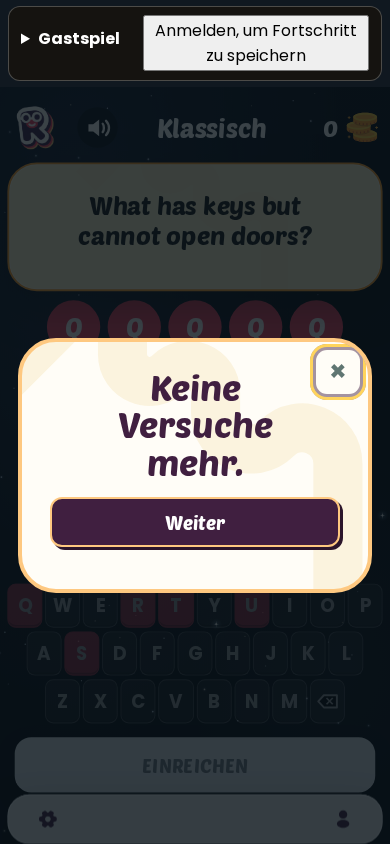 Gastspiel
Anmelden, um Fortschritt
zu speichern
Klassisch
0
What has keys but
cannot open doors?
0 0 0 0 0
Keine
Versuche
mehr.
Weiter
Q W E R T Y U I O P
A S D F G H J K L
Z X C V B N M
EINREICHEN